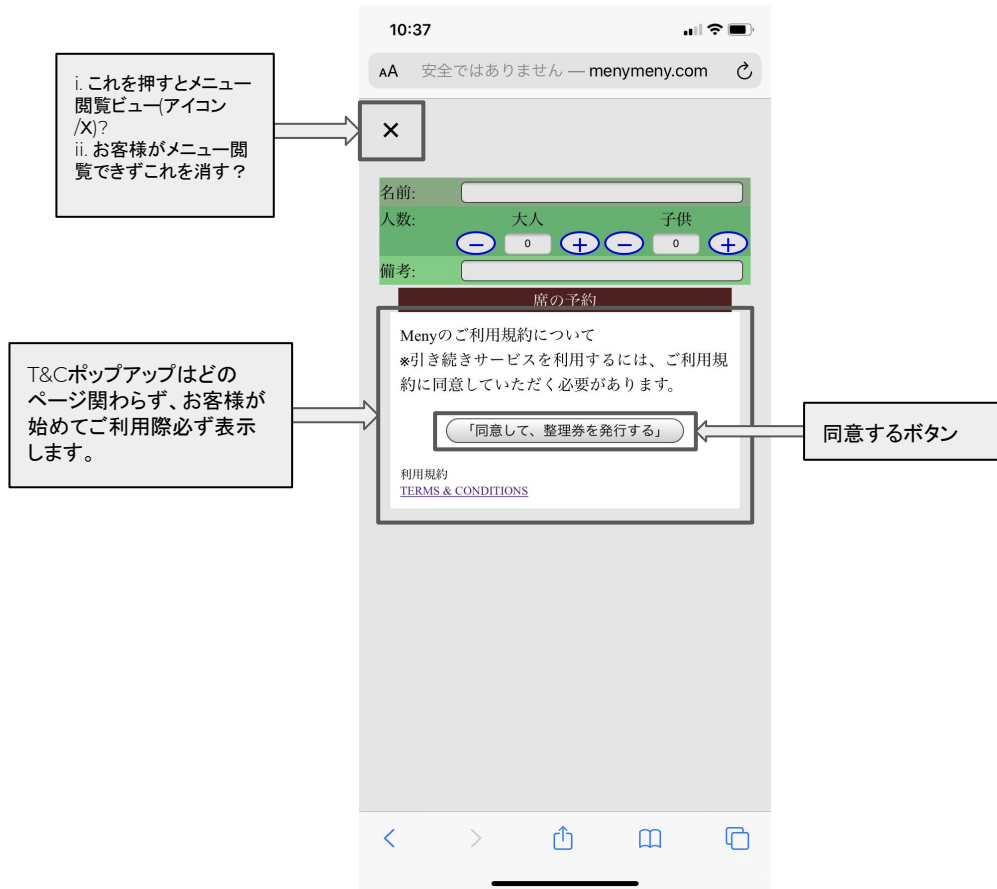 10:37
AA 安全ではありません — menymeny.com
i. これを押すとメニュー
閲覧ビュー(アイコン
/X)?
ii. お客様がメニュー閲
覧できずこれを消す？
×
名前:
人数: 大人 子供
− 0 + − 0 +
備考:
席の予約
Menyのご利用規約について
※引き続きサービスを利用するには、ご利用規
約に同意していただく必要があります。
「同意して、整理券を発行する」
利用規約
TERMS & CONDITIONS
T&Cポップアップはどの
ページ関わらず、お客様が
始めてご利用際必ず表示
します。
同意するボタン